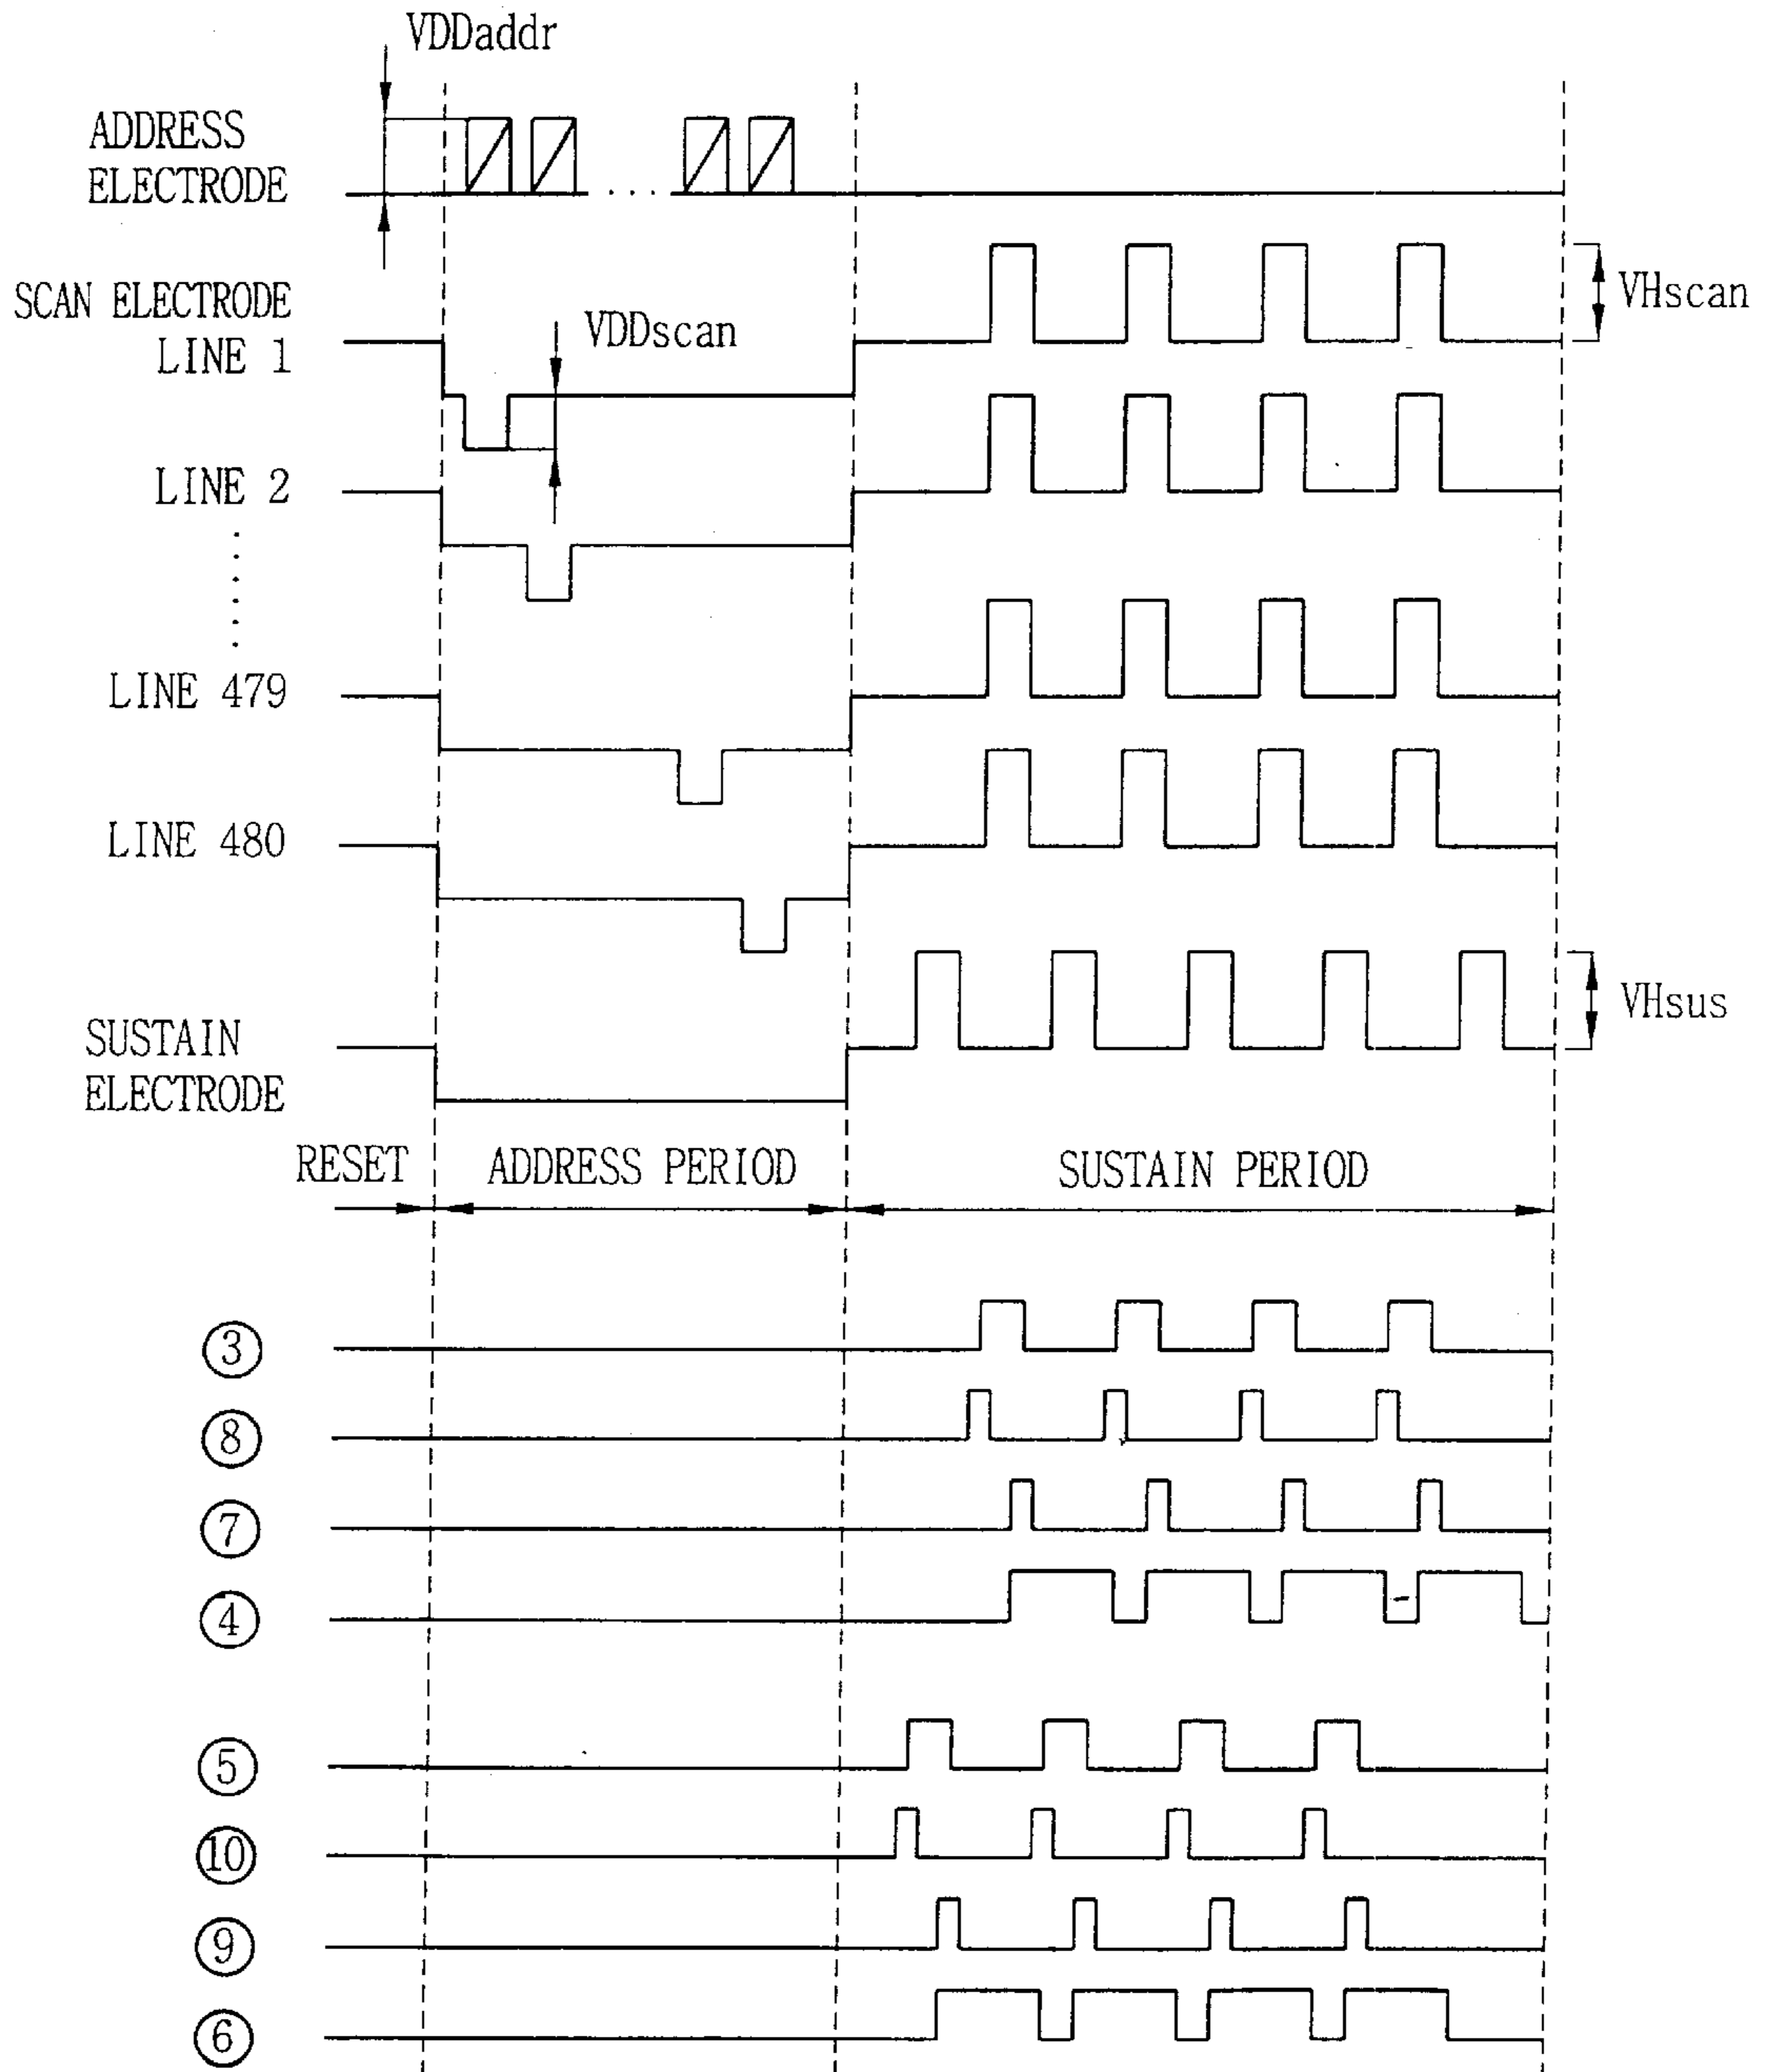 VDDaddr
ADDRESS
ELECTRODE
SCAN ELECTRODE
LINE 1
VDDscan
VHscan
LINE 2
LINE 479
LINE 480
SUSTAIN
ELECTRODE
VHsus
RESET
ADDRESS PERIOD
SUSTAIN PERIOD
③
⑧
⑦
④
⑤
⑩
⑨
⑥